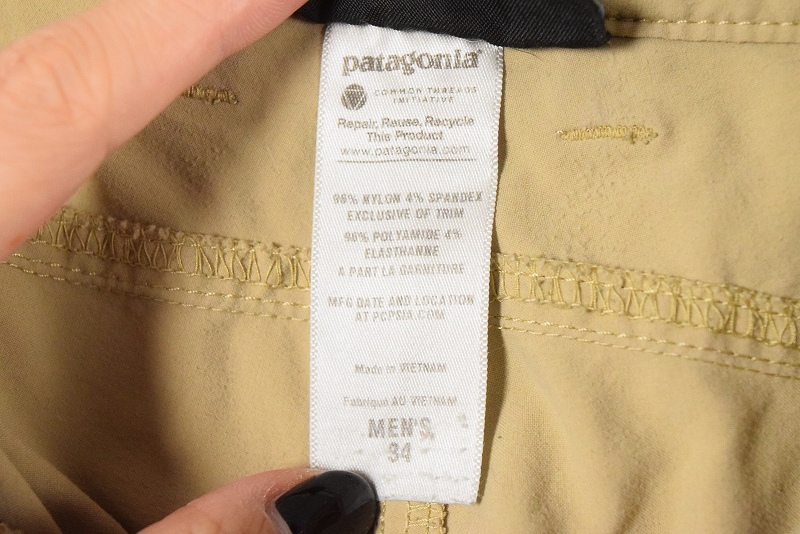 patagonia®
COMMON THREADS
INITIATIVE
Repair, Reuse, Recycle
This Product
www.patagonia.com
96% NYLON 4% SPANDEX
EXCLUSIVE OF TRIM
96% POLYAMIDE 4%
ELASTHANNE
A PART LA GARNITURE
MFG DATE AND LOCATION
AT PCPSIA.COM
Made in VIETNAM
Fabriqué AU VIETNAM
MEN'S
34